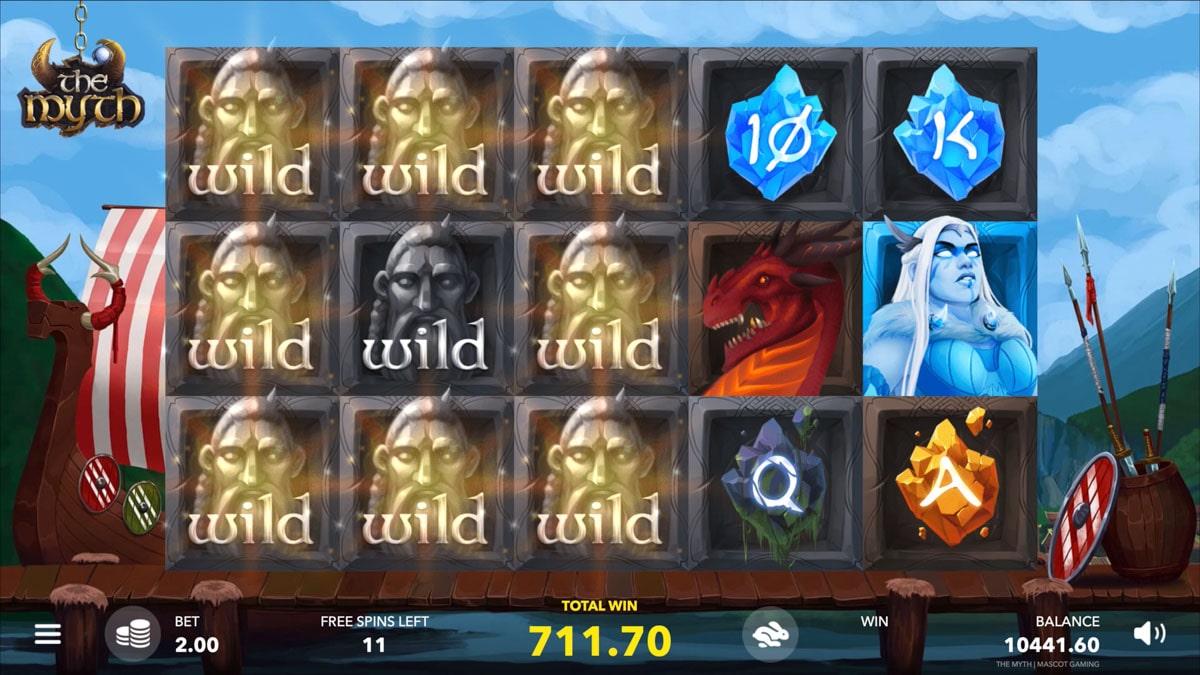 the
myth
wild wild wild 10 K
wild wild wild
wild wild wild Q A
BET
2.00
FREE SPINS LEFT
11
TOTAL WIN
711.70
WIN
BALANCE
10441.60
THE MYTH | MASCOT GAMING